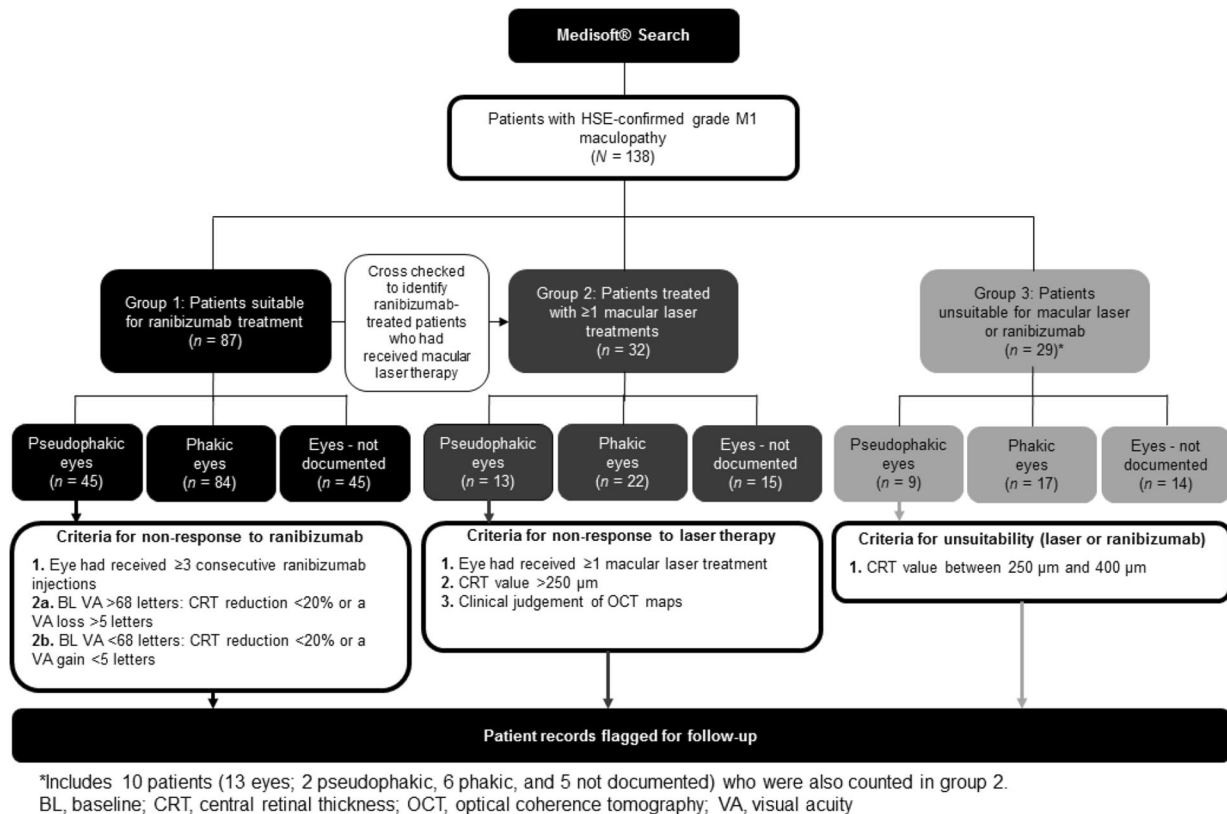 Medisoft® Search
Patients with HSE-confirmed grade M1
maculopathy
(N = 138)
Group 1: Patients suitable
for ranibizumab treatment
(n = 87)
Cross checked
to identify
ranibizumab-
treated patients
who had
received macular
laser therapy
Group 2: Patients treated
with ≥1 macular laser
treatments
(n = 32)
Group 3: Patients
unsuitable for macular laser
or ranibizumab
(n = 29)*
Pseudophakic
eyes
(n = 45)
Phakic
eyes
(n = 84)
Eyes - not
documented
(n = 45)
Pseudophakic
eyes
(n = 13)
Phakic
eyes
(n = 22)
Eyes - not
documented
(n = 15)
Pseudophakic
eyes
(n = 9)
Phakic
eyes
(n = 17)
Eyes - not
documented
(n = 14)
Criteria for non-response to ranibizumab
1. Eye had received ≥3 consecutive ranibizumab
injections
2a. BL VA >68 letters: CRT reduction <20% or a
VA loss >5 letters
2b. BL VA <68 letters: CRT reduction <20% or a
VA gain <5 letters
Criteria for non-response to laser therapy
1. Eye had received ≥1 macular laser treatment
2. CRT value >250 µm
3. Clinical judgement of OCT maps
Criteria for unsuitability (laser or ranibizumab)
1. CRT value between 250 µm and 400 µm
Patient records flagged for follow-up
*Includes 10 patients (13 eyes; 2 pseudophakic, 6 phakic, and 5 not documented) who were also counted in group 2.
BL, baseline; CRT, central retinal thickness; OCT, optical coherence tomography; VA, visual acuity